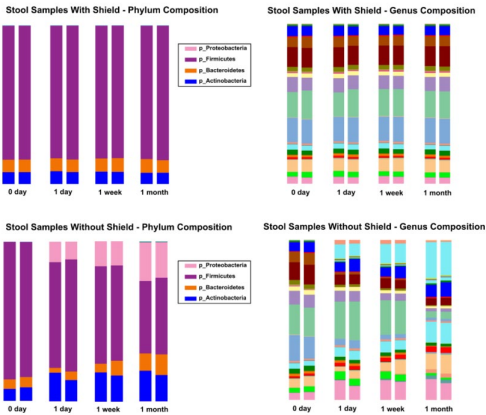 Stool Samples With Shield - Phylum Composition
p_Proteobacteria
p_Firmicutes
p_Bacteroidetes
p_Actinobacteria
0 day 1 day 1 week 1 month
Stool Samples With Shield - Genus Composition
0 day 1 day 1 week 1 month
Stool Samples Without Shield - Phylum Composition
p_Proteobacteria
p_Firmicutes
p_Bacteroidetes
p_Actinobacteria
0 day 1 day 1 week 1 month
Stool Samples Without Shield - Genus Composition
0 day 1 day 1 week 1 month